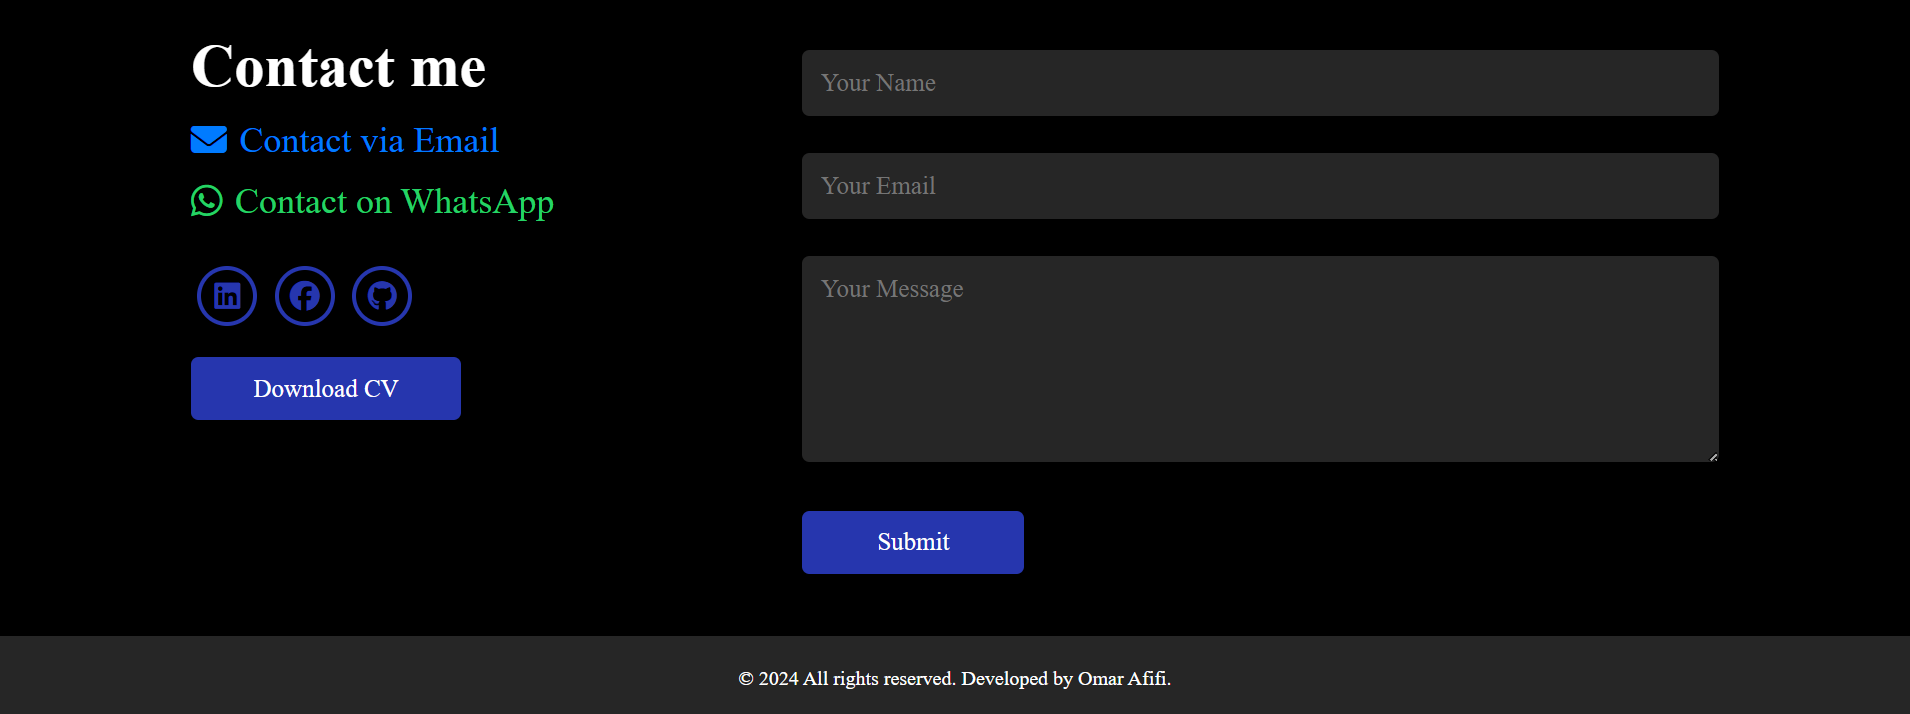 Contact me
Contact via Email
Contact on WhatsApp
Download CV
Your Name
Your Email
Your Message
Submit
© 2024 All rights reserved. Developed by Omar Afifi.